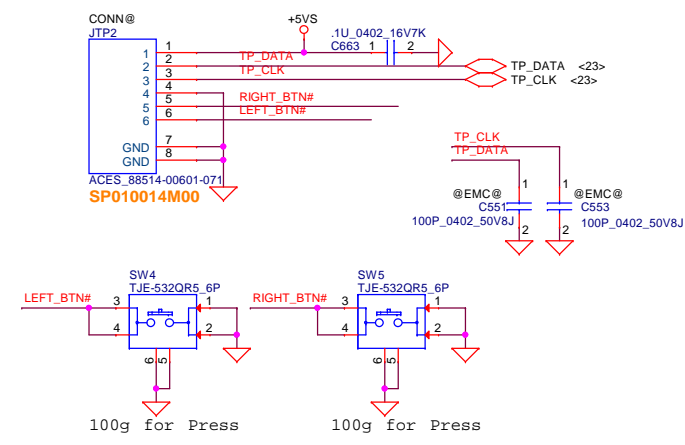 CONN@
JTP2
1
2
3
4
5
6
GND
GND
1
2
3
4
5
6
7
8
ACES_88514-00601-071
SP010014M00
+5VS
.1U_0402_16V7K
C663 1 2
TP_DATA
TP_CLK
RIGHT_BTN#
LEFT_BTN#
TP_DATA <23>
TP_CLK <23>
TP_CLK
TP_DATA
@EMC@
C551
100P_0402_50V8J
1
2
@EMC@
C553
100P_0402_50V8J
1
2
SW4
TJE-532QR5_6P
LEFT_BTN#
3 1
4 2
6 5
100g for Press
SW5
TJE-532QR5_6P
RIGHT_BTN#
3 1
4 2
6 5
100g for Press